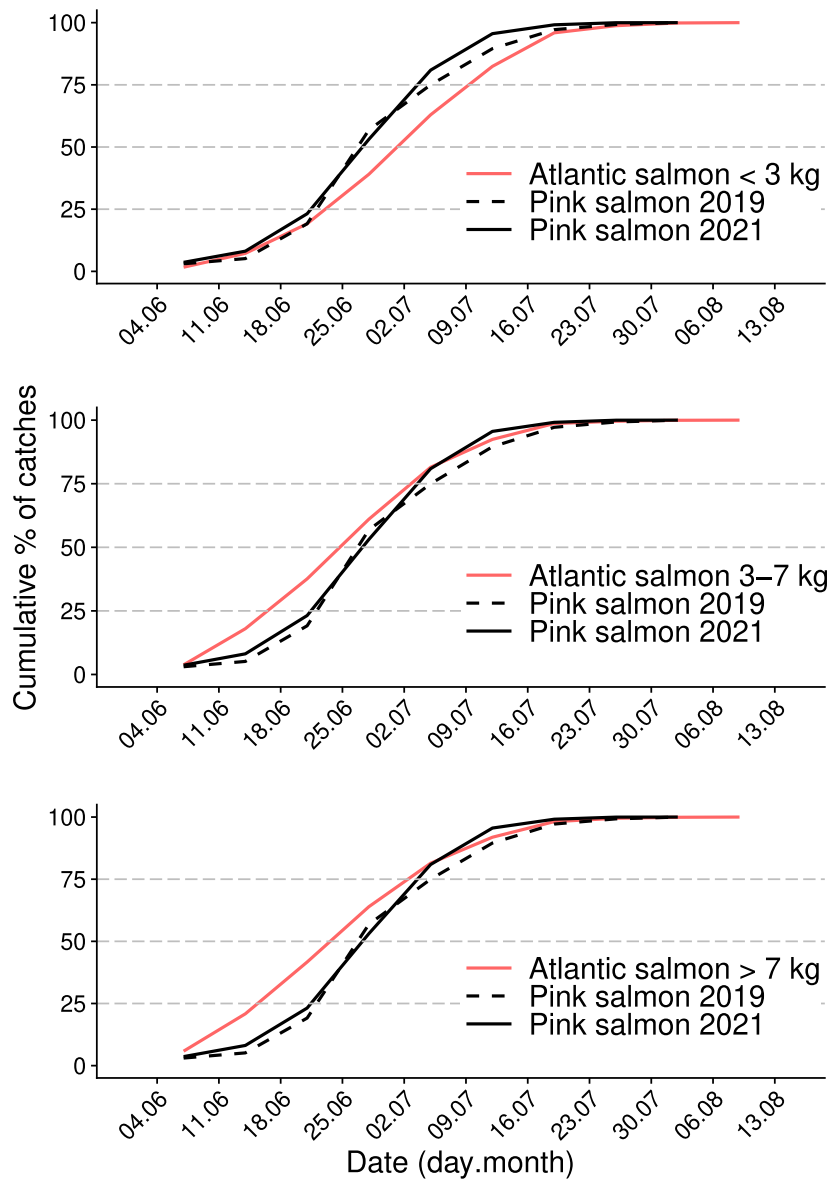 100
75
50
25
0
Atlantic salmon < 3 kg
Pink salmon 2019
Pink salmon 2021
04.06 11.06 18.06 25.06 02.07 09.07 16.07 23.07 30.07 06.08 13.08
Cumulative % of catches
100
75
50
25
0
Atlantic salmon 3–7 kg
Pink salmon 2019
Pink salmon 2021
04.06 11.06 18.06 25.06 02.07 09.07 16.07 23.07 30.07 06.08 13.08
100
75
50
25
0
Atlantic salmon > 7 kg
Pink salmon 2019
Pink salmon 2021
04.06 11.06 18.06 25.06 02.07 09.07 16.07 23.07 30.07 06.08 13.08
Date (day.month)